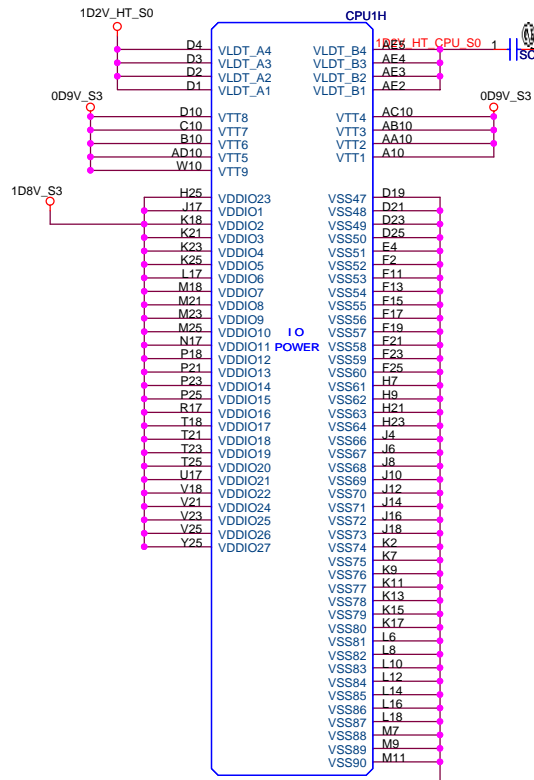 CPU1H
1D2V_HT_S0
D4 VLDT_A4 VLDT_B4 AE5 1D2V_HT_CPU_S0 1
D3 VLDT_A3 VLDT_B3 AE4
D2 VLDT_A2 VLDT_B2 AE3
D1 VLDT_A1 VLDT_B1 AE2
0D9V_S3 0D9V_S3
D10 VTT8 VTT4 AC10
C10 VTT7 VTT3 AB10
B10 VTT6 VTT2 AA10
AD10 VTT5 VTT1 A10
W10 VTT9
1D8V_S3
H25 VDDIO23 VSS47 D19
J17 VDDIO1 VSS48 D21
K18 VDDIO2 VSS49 D23
K21 VDDIO3 VSS50 D25
K23 VDDIO4 VSS51 E4
K25 VDDIO5 VSS52 F2
L17 VDDIO6 VSS53 F11
M18 VDDIO7 VSS54 F13
M21 VDDIO8 VSS55 F15
M23 VDDIO9 VSS56 F17
M25 VDDIO10 I O VSS57 F19
N17 VDDIO11 POWER VSS58 F21
P18 VDDIO12 VSS59 F23
P21 VDDIO13 VSS60 F25
P23 VDDIO14 VSS61 H7
P25 VDDIO15 VSS62 H9
R17 VDDIO16 VSS63 H21
T18 VDDIO17 VSS64 H23
T21 VDDIO18 VSS66 J4
T23 VDDIO19 VSS67 J6
T25 VDDIO20 VSS68 J8
U17 VDDIO21 VSS69 J10
V18 VDDIO22 VSS70 J12
V21 VDDIO24 VSS71 J14
V23 VDDIO25 VSS72 J16
V25 VDDIO26 VSS73 J18
Y25 VDDIO27 VSS74 K2
VSS75 K7
VSS76 K9
VSS77 K11
VSS78 K13
VSS79 K15
VSS80 K17
VSS81 L6
VSS82 L8
VSS83 L10
VSS84 L12
VSS85 L14
VSS86 L16
VSS87 L18
VSS88 M7
VSS89 M9
VSS90 M11